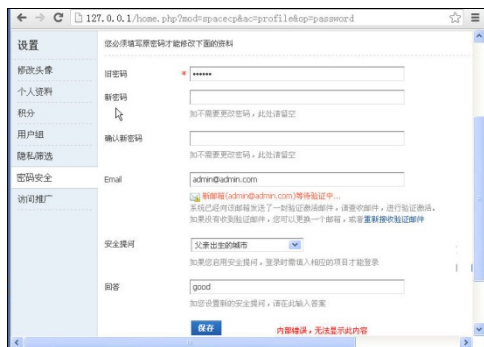 127.0.0.1/home.php?mod=spacecp&ac=profile&op=password
设置
您必须填写原密码才能修改下面的资料
修改头像
个人资料
积分
用户组
隐私筛选
密码安全
访问推广
旧密码
* ••••••
新密码
如不需要更改密码，此处请留空
确认新密码
如不需要更改密码，此处请留空
Email
admin@admin.com
新邮箱(admin@admin.com)等待验证中...
系统已经向该邮箱发送了一封验证激活邮件，请查收邮件，进行验证激活。
如果没有收到验证邮件，您可以更换一个邮箱，或者重新接收验证邮件
安全提问
父亲出生的城市
如果您启用安全提问，登录时需填入相应的项目才能登录
回答
good
如您设置新的安全提问，请在此输入答案
保存
内部错误，无法显示此内容